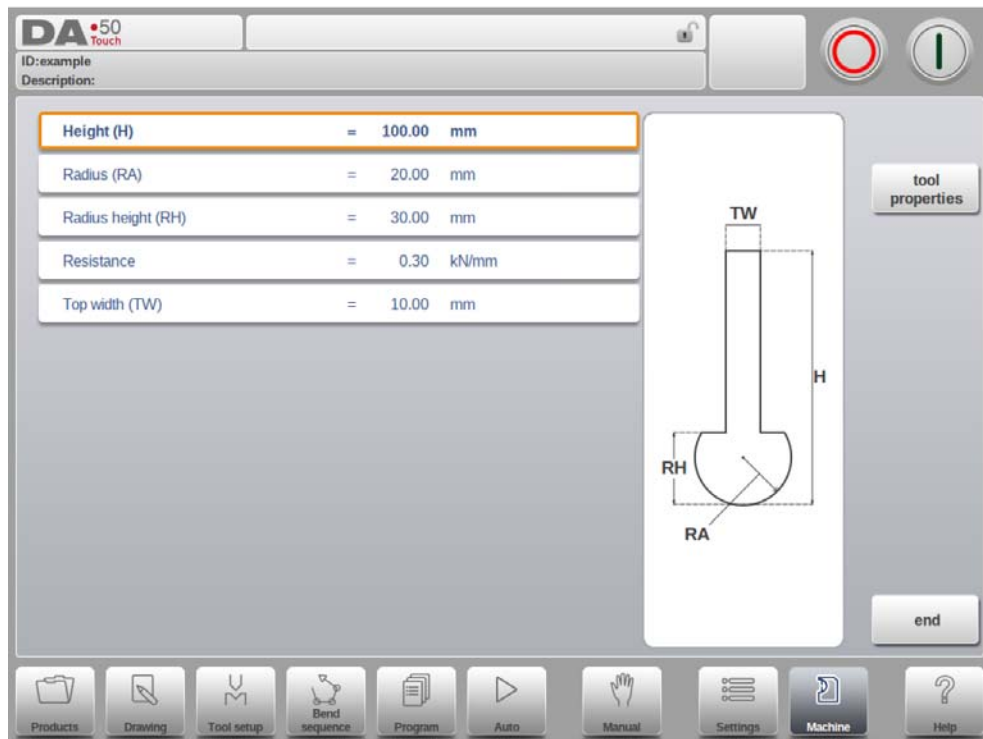 DA•50
Touch
ID:example
Description:
Height (H) = 100.00 mm
Radius (RA) = 20.00 mm
Radius height (RH) = 30.00 mm
Resistance = 0.30 kN/mm
Top width (TW) = 10.00 mm
TW
H
RH
RA
tool
properties
end
Products
Drawing
Tool setup
Bend
sequence
Program
Auto
Manual
Settings
Machine
Help